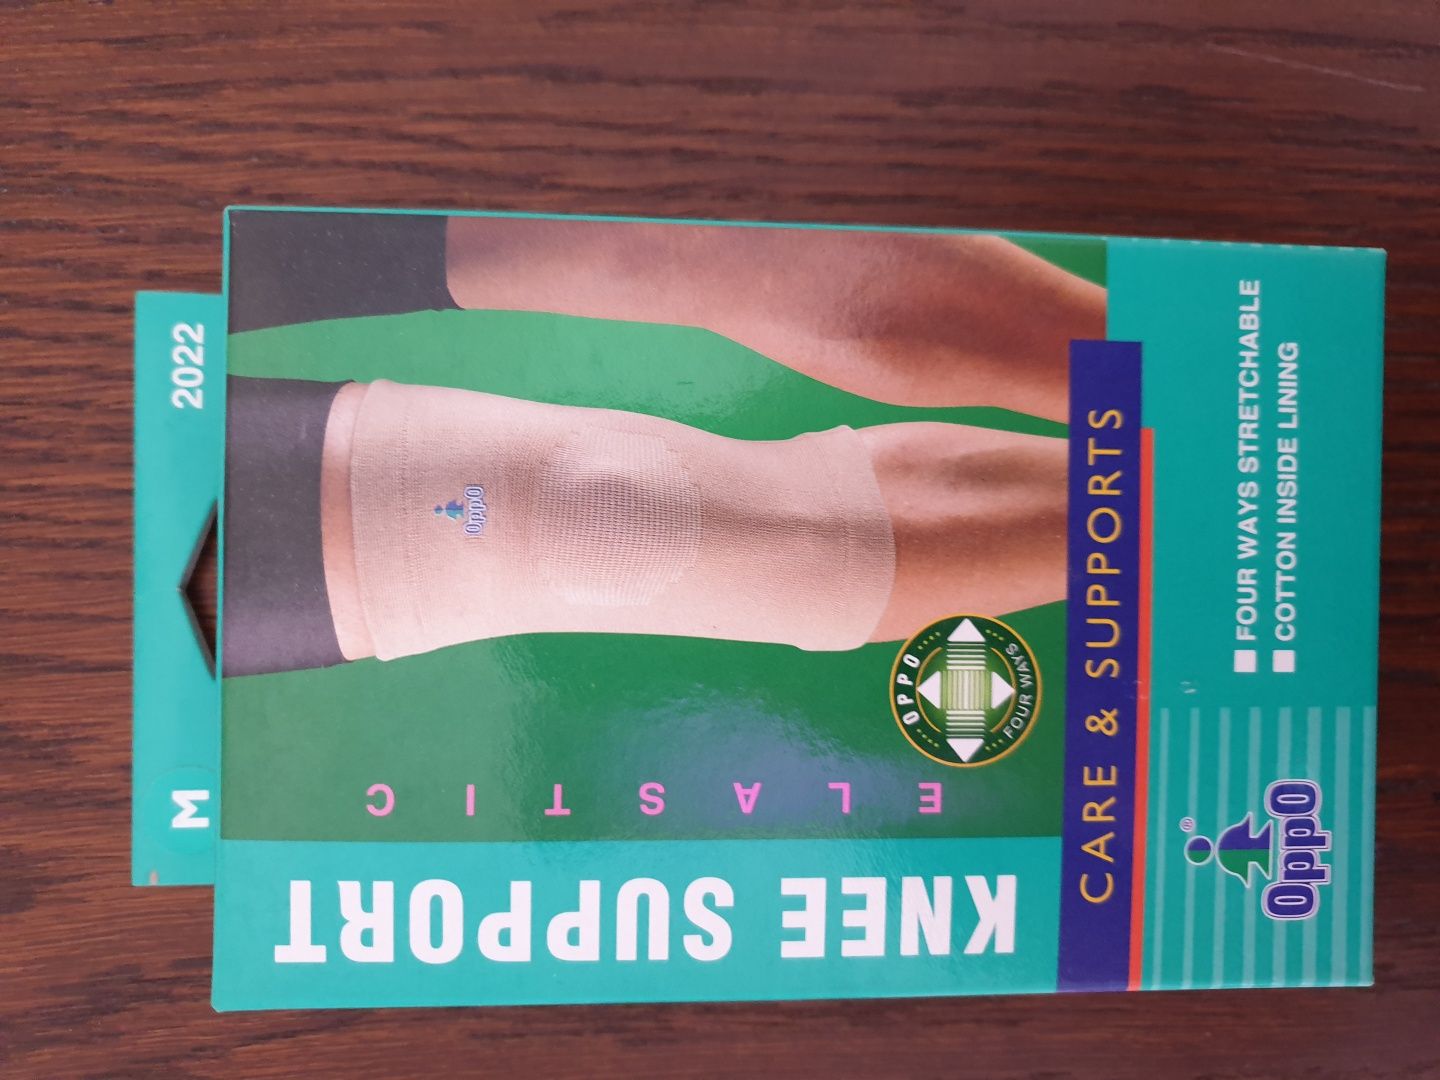 M
2022
KNEE SUPPORT
ELASTIC
OppO
OPPO
FOUR WAYS
CARE & SUPPORTS
OppO®
FOUR WAYS STRETCHABLE
COTTON INSIDE LINING